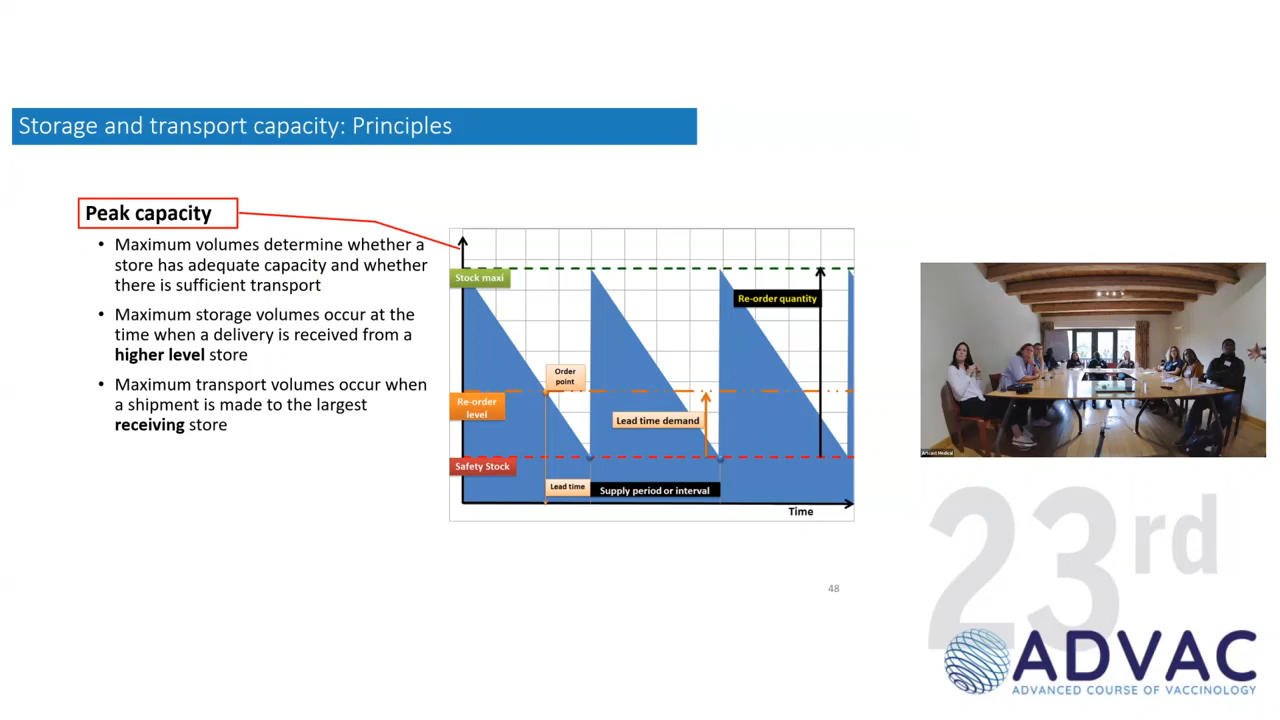 Storage and transport capacity: Principles
Peak capacity
• Maximum volumes determine whether a
store has adequate capacity and whether
there is sufficient transport
• Maximum storage volumes occur at the
time when a delivery is received from a
higher level store
• Maximum transport volumes occur when
a shipment is made to the largest
receiving store
Stock maxi
Re-order quantity
Order
point
Re-order
level
Lead time demand
Safety Stock
Lead time
Supply period or interval
Time
48
Artcast Medical
23rd
ADVAC
ADVANCED COURSE OF VACCINOLOGY